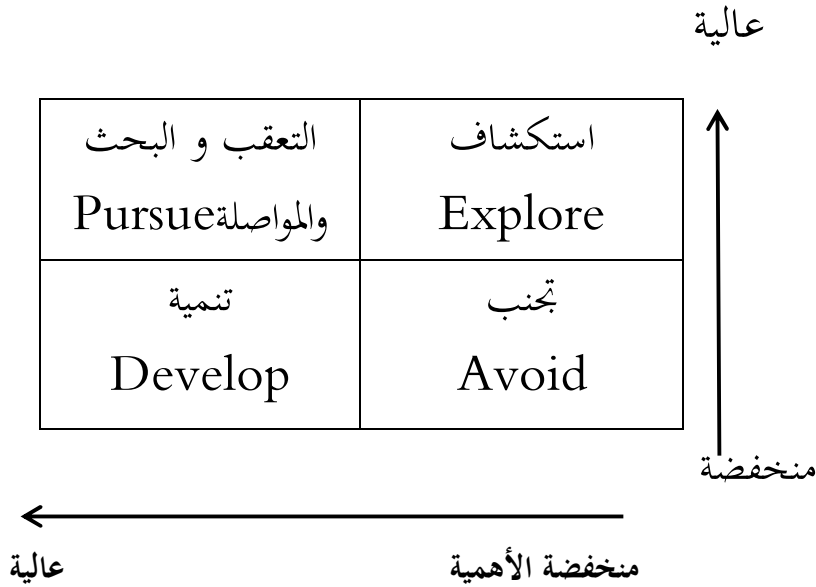 عالية
استكشاف
Explore
التعقب و البحث
والمواصلةPursue
تجنب
Avoid
تنمية
Develop
منخفضة
منخفضة الأهمية
عالية